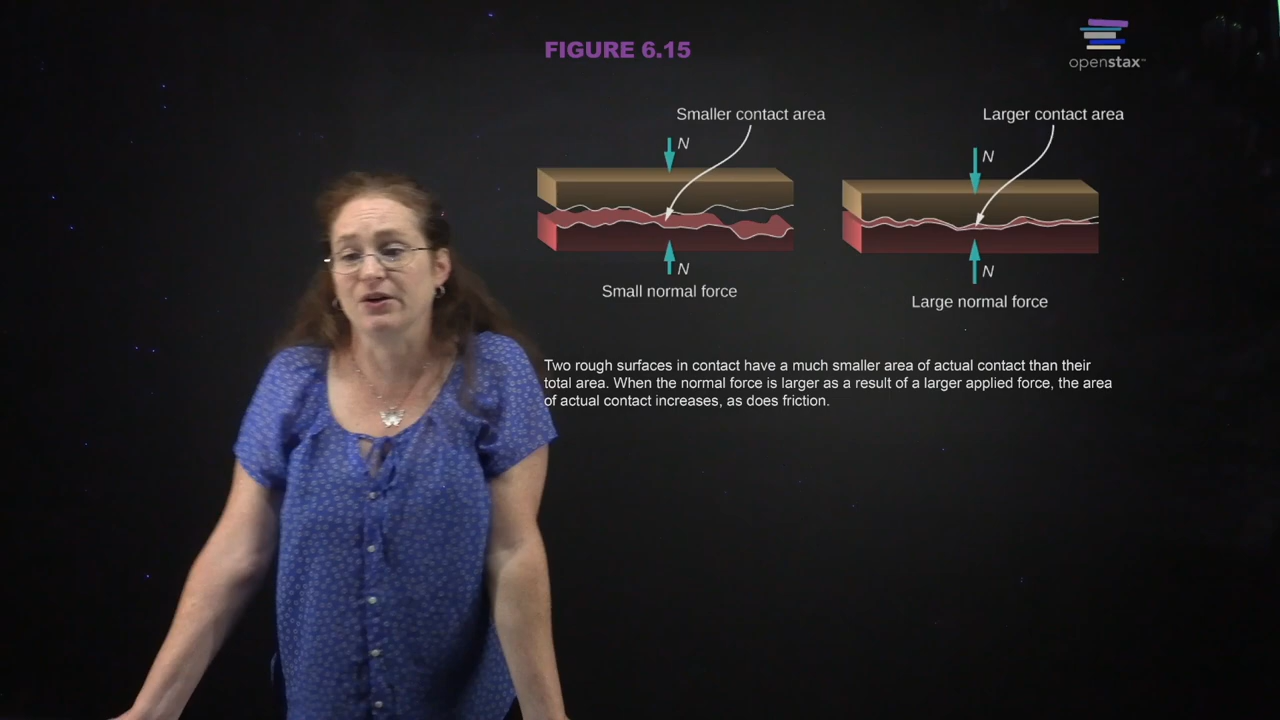 FIGURE 6.15
openstax™
Smaller contact area
Larger contact area
N
N
N
N
Small normal force
Large normal force
Two rough surfaces in contact have a much smaller area of actual contact than their
total area. When the normal force is larger as a result of a larger applied force, the area
of actual contact increases, as does friction.